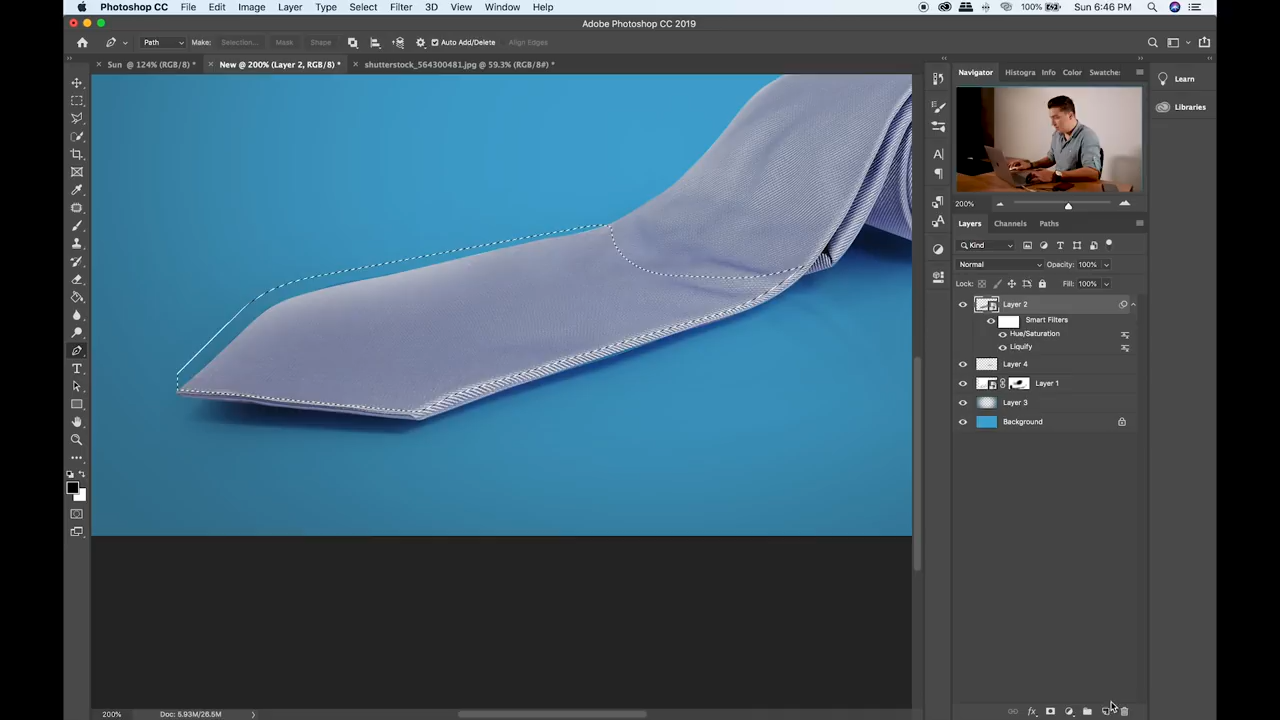 Photoshop CC File Edit Image Layer Type Select Filter 3D View Window Help 100% Sun 6:46 PM
Adobe Photoshop CC 2019
Path Make: Selection... Mask Shape Auto Add/Delete Align Edges
× Sun @ 124% (RGB/8) * × New @ 200% (Layer 2, RGB/8) * × shutterstock_564300481.jpg @ 59.3% (RGB/8#) *
Navigator Histogra Info Color Swatche:
Learn
Libraries
200%
Layers Channels Paths
Kind
Normal Opacity: 100%
Lock: Fill: 100%
Layer 2
Smart Filters
Hue/Saturation
Liquify
Layer 4
Layer 1
Layer 3
Background
fx
200% Doc: 5.93M/26.5M